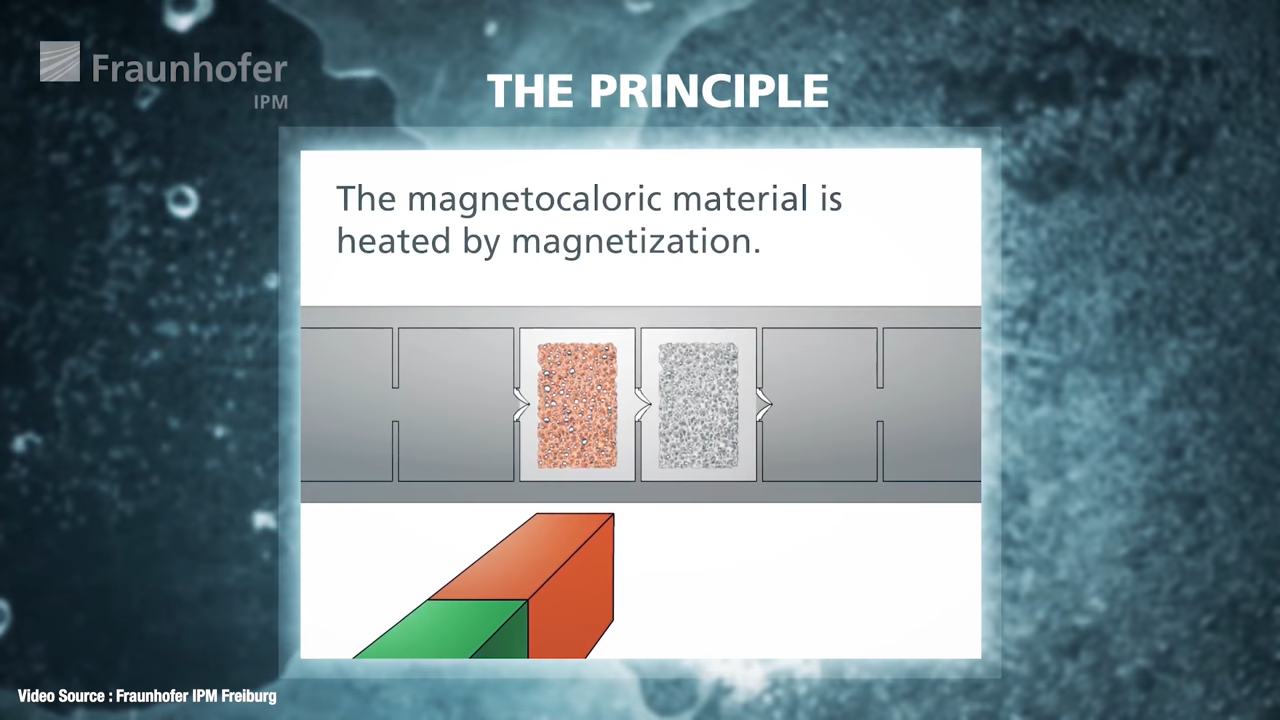 Fraunhofer
IPM
THE PRINCIPLE
The magnetocaloric material is
heated by magnetization.
Video Source : Fraunhofer IPM Freiburg